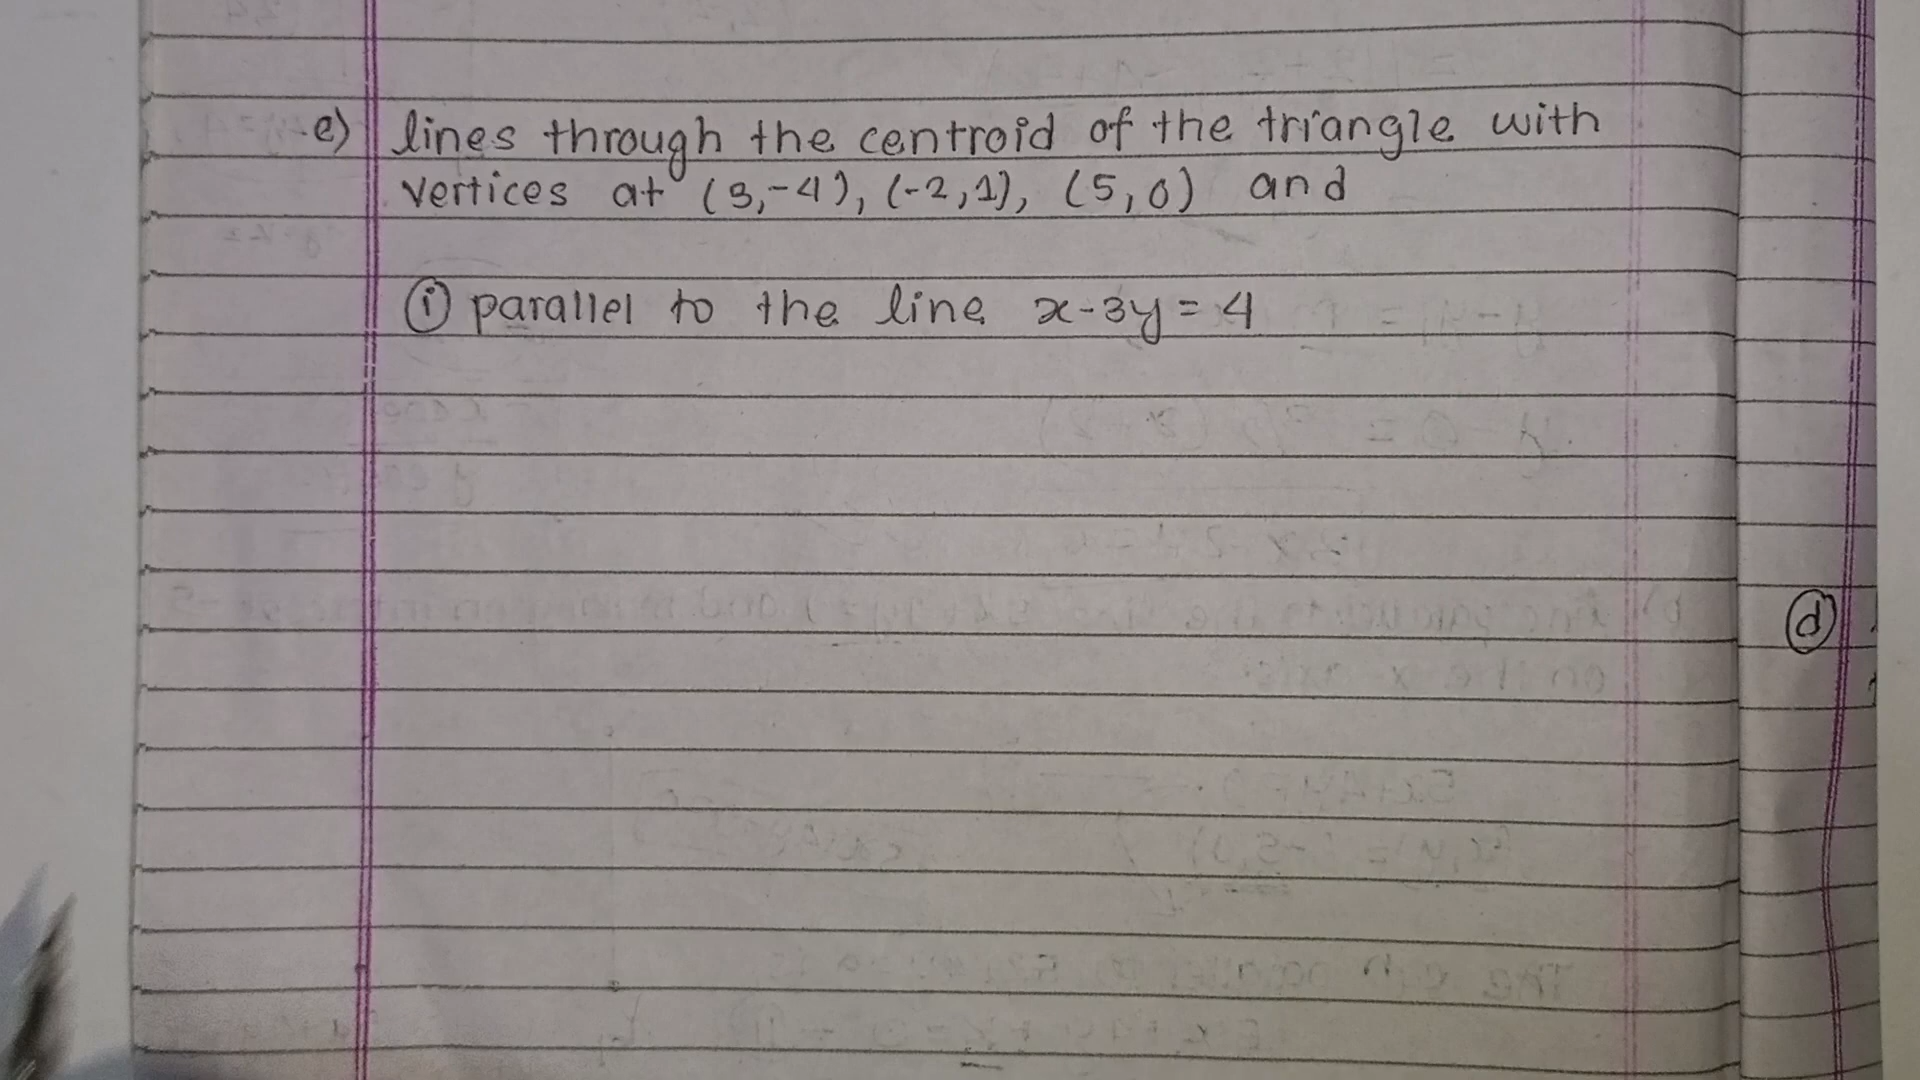 e) lines through the centroid of the triangle with
vertices at (3,-4), (-2,1), (5,0) and
(i) parallel to the line x-3y=4
(d)